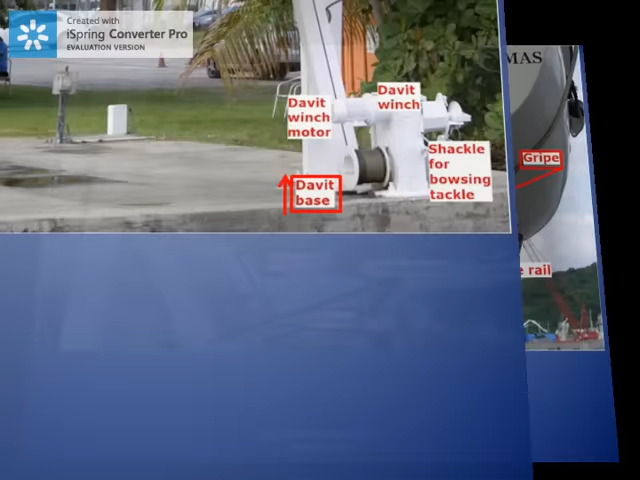 Created with
iSpring Converter Pro
EVALUATION VERSION
MAS
Davit
winch
Davit
winch
motor
Shackle
for
bowsing
tackle
Gripe
Davit
base
e rail